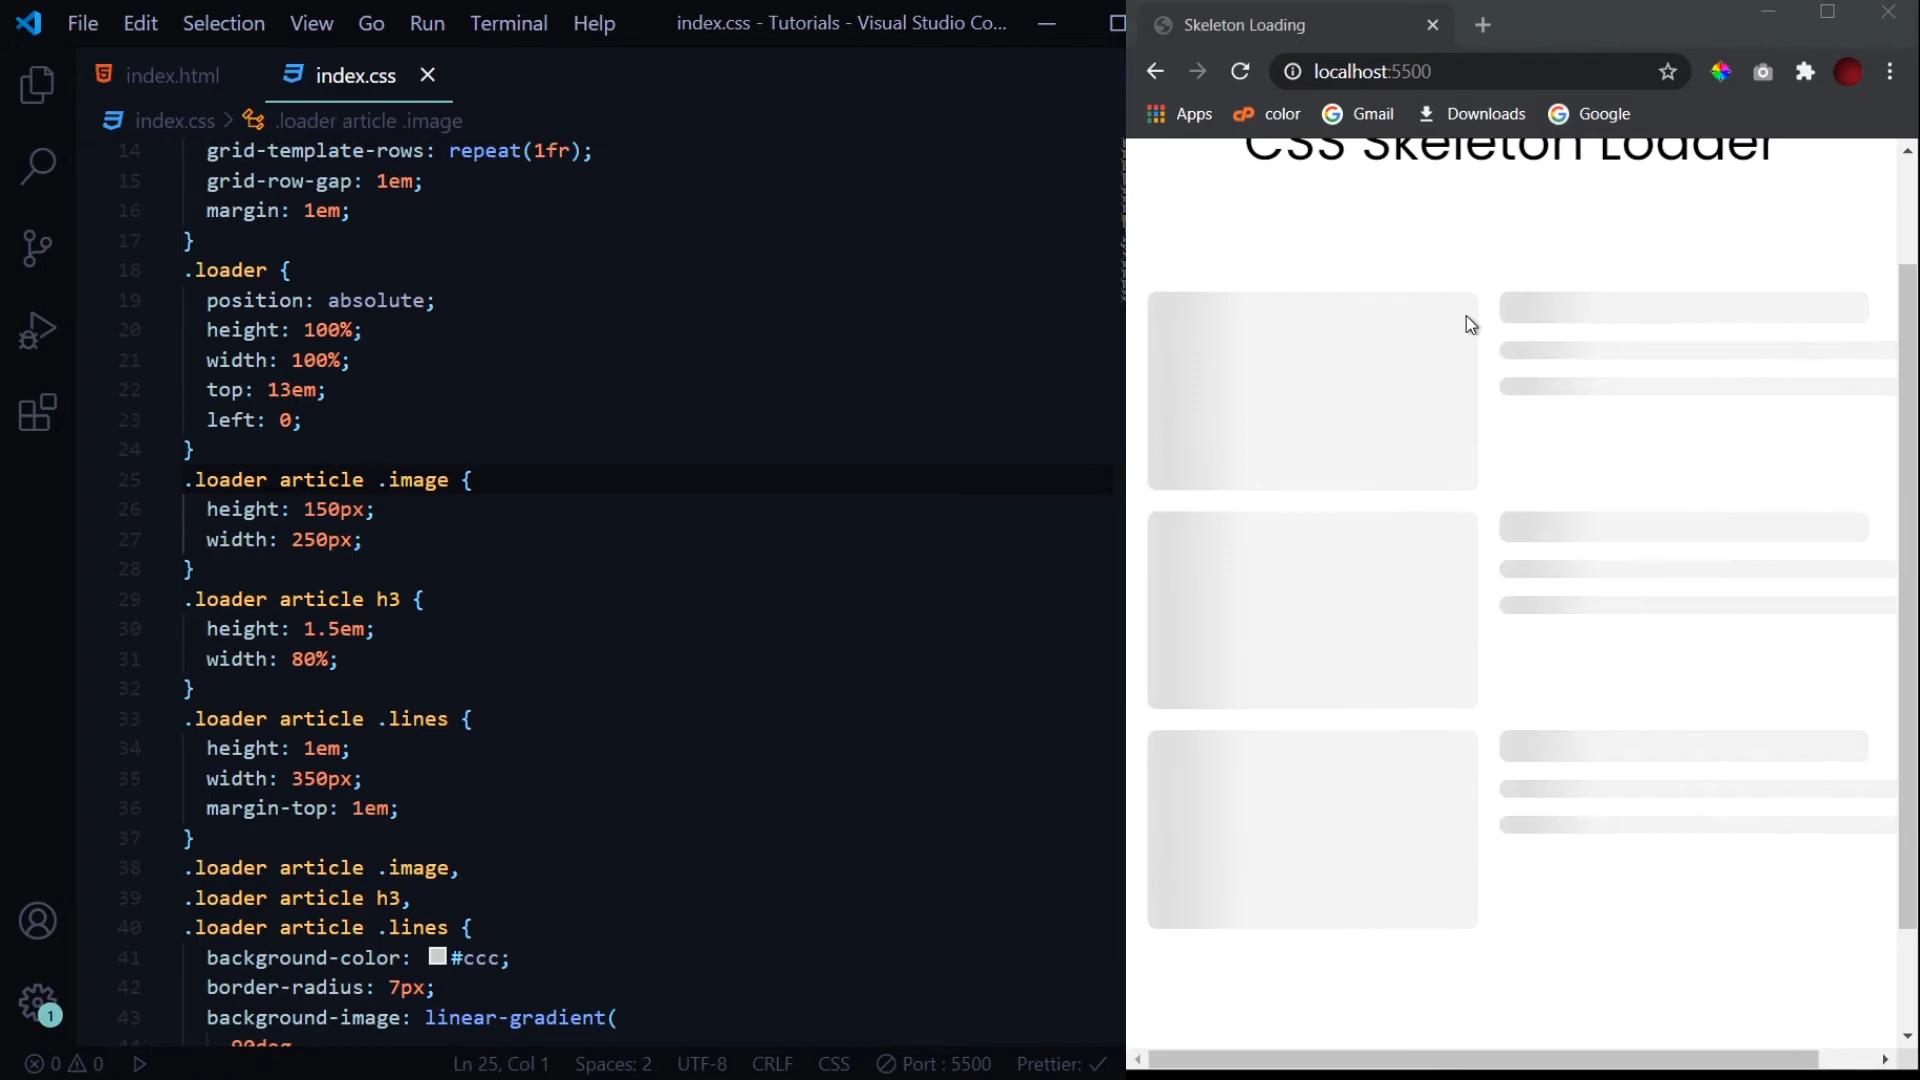 File Edit Selection View Go Run Terminal Help index.css - Tutorials - Visual Studio Co...
index.html index.css
index.css > .loader article .image
14 grid-template-rows: repeat(1fr);
15 grid-row-gap: 1em;
16 margin: 1em;
17 }
18 .loader {
19 position: absolute;
20 height: 100%;
21 width: 100%;
22 top: 13em;
23 left: 0;
24 }
25 .loader article .image {
26 height: 150px;
27 width: 250px;
28 }
29 .loader article h3 {
30 height: 1.5em;
31 width: 80%;
32 }
33 .loader article .lines {
34 height: 1em;
35 width: 350px;
36 margin-top: 1em;
37 }
38 .loader article .image,
39 .loader article h3,
40 .loader article .lines {
41 background-color: #ccc;
42 border-radius: 7px;
43 background-image: linear-gradient(
44 90deg
1
0 0 Ln 25, Col 1 Spaces: 2 UTF-8 CRLF CSS Port : 5500 Prettier: ✓
Skeleton Loading
localhost:5500
Apps color Gmail Downloads Google
CSS Skeleton Loader